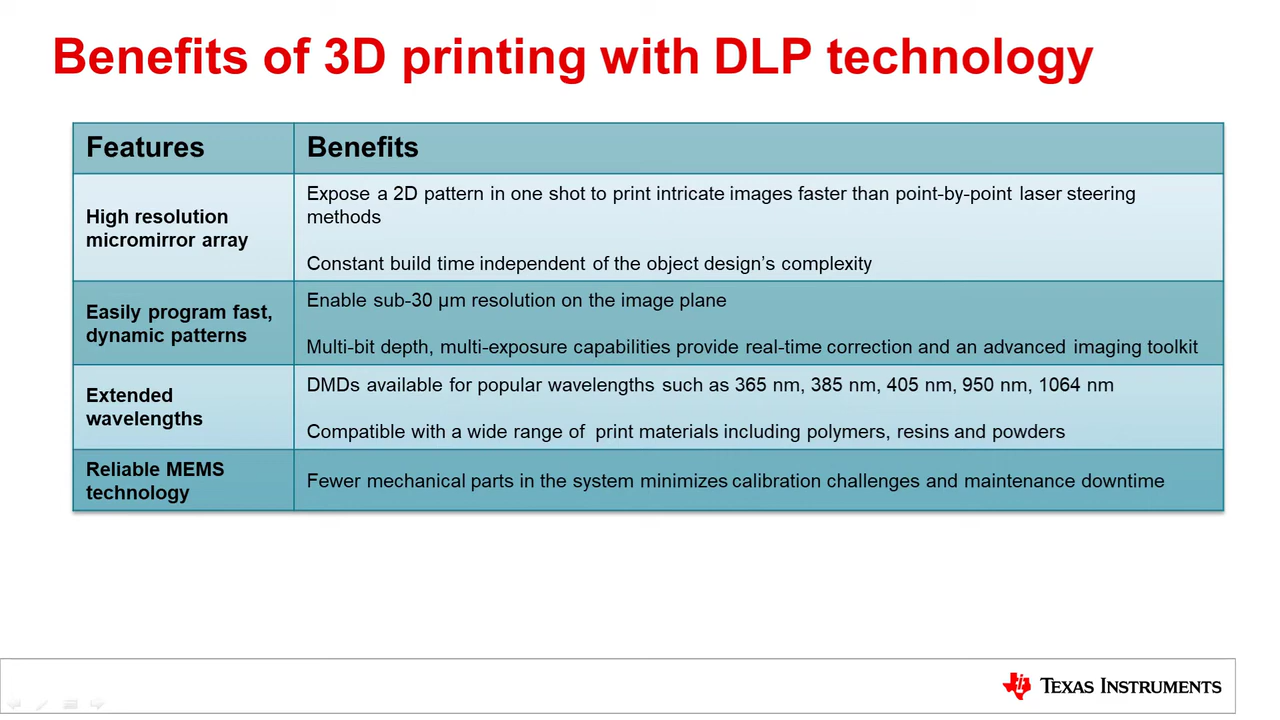 Benefits of 3D printing with DLP technology
Features
Benefits
High resolution
micromirror array
Expose a 2D pattern in one shot to print intricate images faster than point-by-point laser steering
methods
Constant build time independent of the object design’s complexity
Easily program fast,
dynamic patterns
Enable sub-30 µm resolution on the image plane
Multi-bit depth, multi-exposure capabilities provide real-time correction and an advanced imaging toolkit
Extended
wavelengths
DMDs available for popular wavelengths such as 365 nm, 385 nm, 405 nm, 950 nm, 1064 nm
Compatible with a wide range of print materials including polymers, resins and powders
Reliable MEMS
technology
Fewer mechanical parts in the system minimizes calibration challenges and maintenance downtime
TEXAS INSTRUMENTS